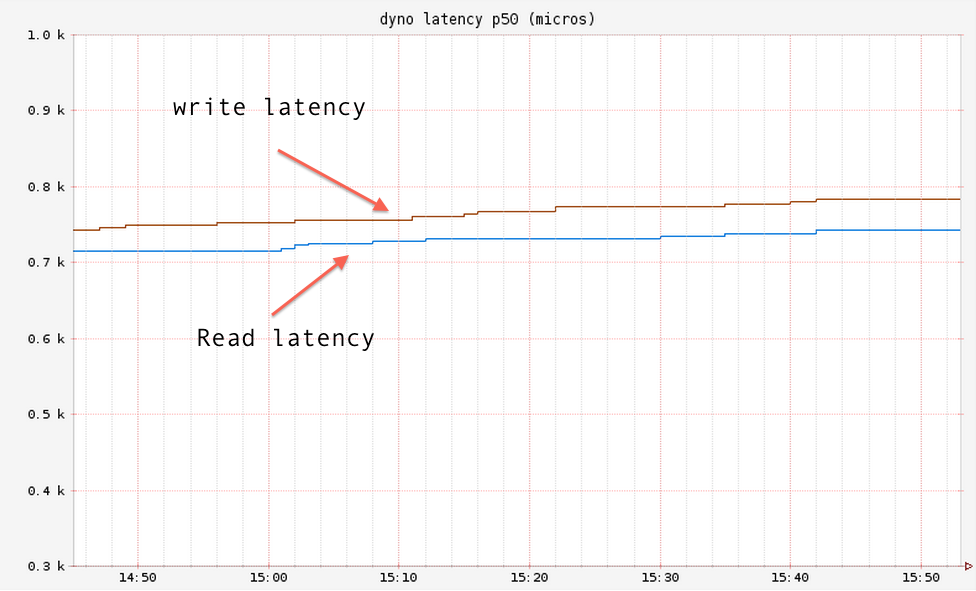 dyno latency p50 (micros)
1.0 k
0.9 k
write latency
0.8 k
0.7 k
0.6 k
Read latency
0.5 k
0.4 k
0.3 k
14:50 15:00 15:10 15:20 15:30 15:40 15:50